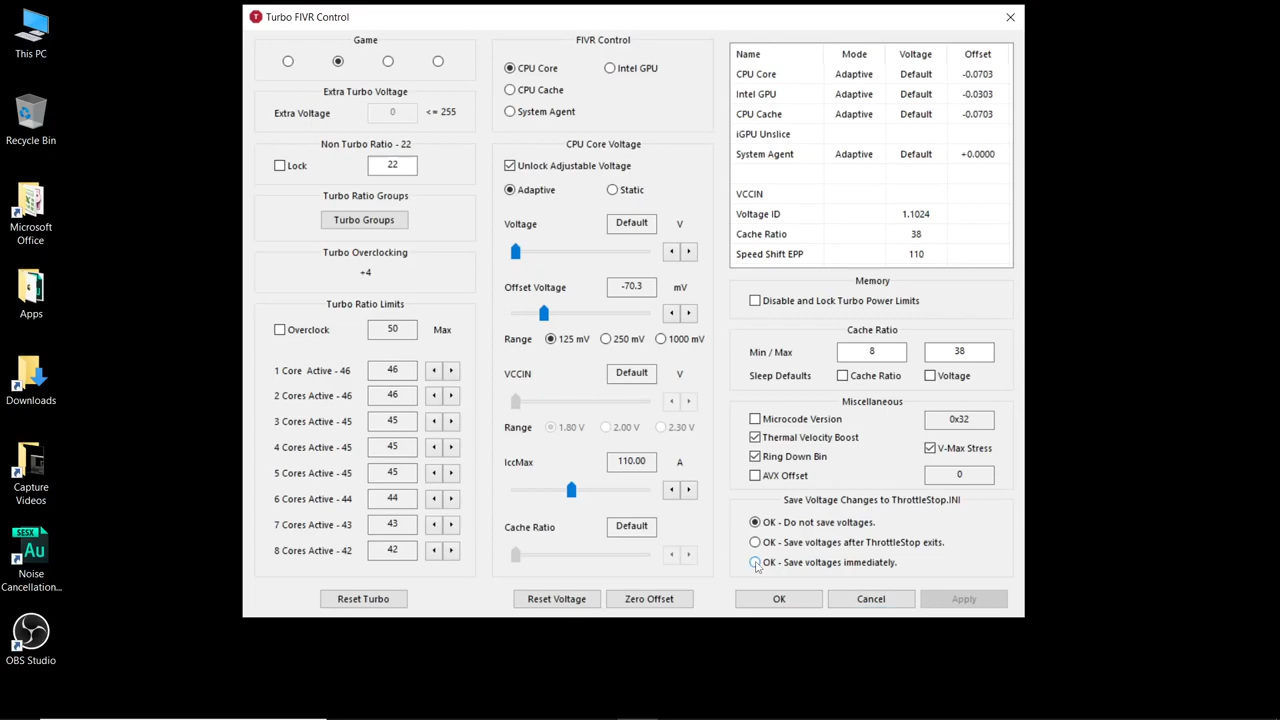 This PC
Recycle Bin
Microsoft
Office
Apps
Downloads
Capture
Videos
SESX
Au
Noise
Cancellation...
OBS Studio
T
Turbo FIVR Control
Game
Extra Turbo Voltage
Extra Voltage 0 <= 255
Non Turbo Ratio - 22
Lock 22
Turbo Ratio Groups
Turbo Groups
Turbo Overclocking
+4
Turbo Ratio Limits
Overclock 50 Max
1 Core Active - 46 46
2 Cores Active - 46 46
3 Cores Active - 45 45
4 Cores Active - 45 45
5 Cores Active - 45 45
6 Cores Active - 44 44
7 Cores Active - 43 43
8 Cores Active - 42 42
Reset Turbo
FIVR Control
CPU Core Intel GPU
CPU Cache
System Agent
CPU Core Voltage
Unlock Adjustable Voltage
Adaptive Static
Voltage Default V
Offset Voltage -70.3 mV
Range 125 mV 250 mV 1000 mV
VCCIN Default V
Range 1.80 V 2.00 V 2.30 V
IccMax 110.00 A
Cache Ratio Default
Reset Voltage Zero Offset
Name Mode Voltage Offset
CPU Core Adaptive Default -0.0703
Intel GPU Adaptive Default -0.0303
CPU Cache Adaptive Default -0.0703
iGPU Unslice
System Agent Adaptive Default +0.0000
VCCIN
Voltage ID 1.1024
Cache Ratio 38
Speed Shift EPP 110
Memory
Disable and Lock Turbo Power Limits
Cache Ratio
Min / Max 8 38
Sleep Defaults Cache Ratio Voltage
Miscellaneous
Microcode Version 0x32
Thermal Velocity Boost
V-Max Stress
Ring Down Bin
AVX Offset 0
Save Voltage Changes to ThrottleStop.INI
OK - Do not save voltages.
OK - Save voltages after ThrottleStop exits.
OK - Save voltages immediately.
OK Cancel Apply